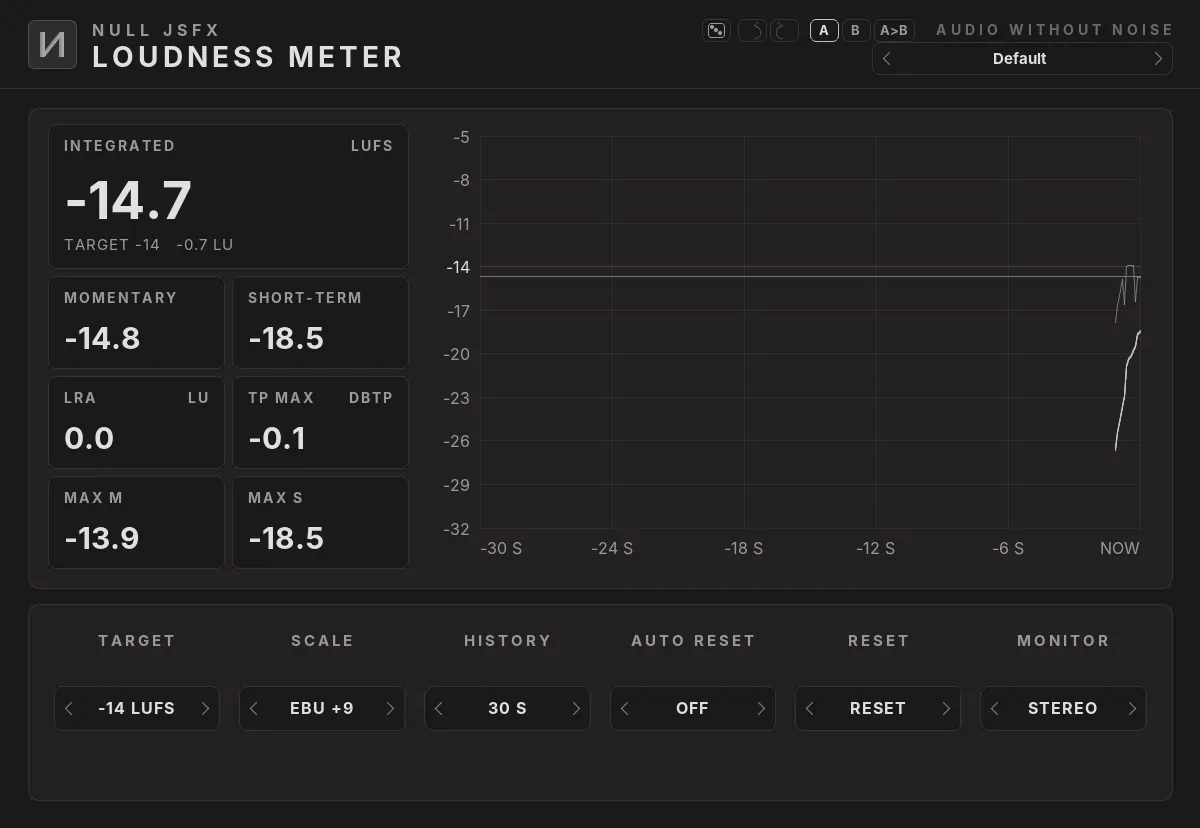 NULL JSFX
LOUDNESS METER
A B A>B AUDIO WITHOUT NOISE
Default
INTEGRATED LUFS
-14.7
TARGET -14 -0.7 LU
MOMENTARY SHORT-TERM
-14.8 -18.5
LRA LU TP MAX DBTP
0.0 -0.1
MAX M MAX S
-13.9 -18.5
-5
-8
-11
-14
-17
-20
-23
-26
-29
-32
-30 S -24 S -18 S -12 S -6 S NOW
TARGET SCALE HISTORY AUTO RESET RESET MONITOR
-14 LUFS EBU +9 30 S OFF RESET STEREO